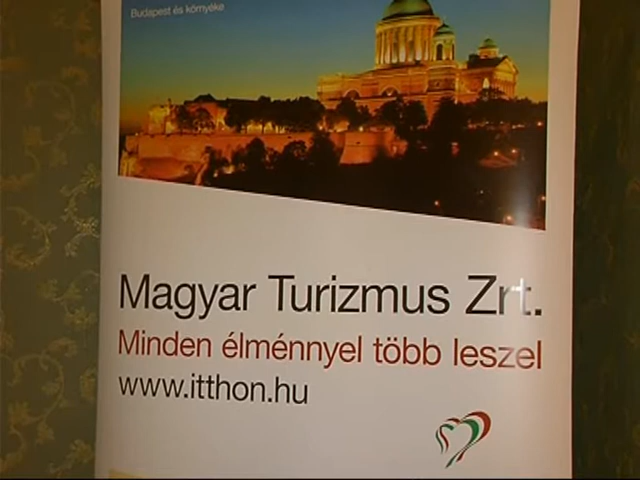 Budapest és környéke
Magyar Turizmus Zrt.
Minden élménnyel több leszel
www.itthon.hu